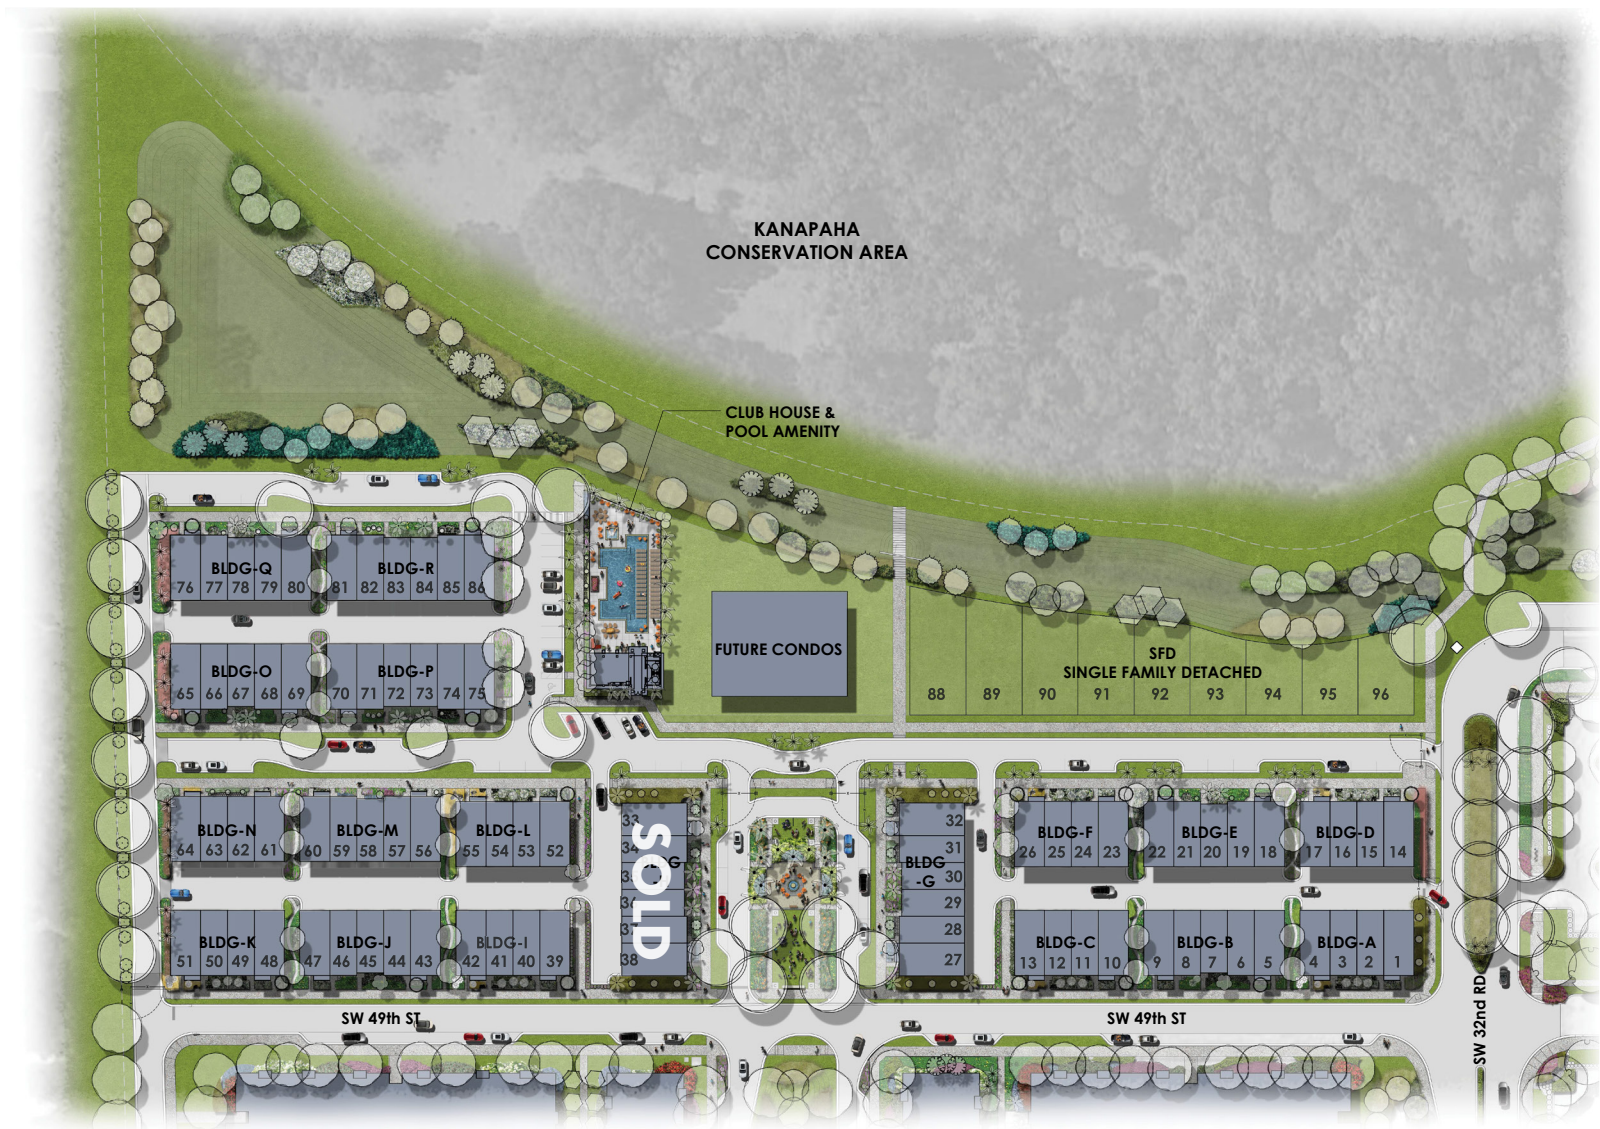 KANAPAHA
CONSERVATION AREA
CLUB HOUSE &
POOL AMENITY
BLDG-Q
76 77 78 79 80
BLDG-R
81 82 83 84 85 86
BLDG-O
65 66 67 68 69
BLDG-P
70 71 72 73 74 75
FUTURE CONDOS
SFD
SINGLE FAMILY DETACHED
88 89 90 91 92 93 94 95 96
BLDG-N
64 63 62 61
BLDG-M
60 59 58 57 56
BLDG-L
55 54 53 52
33
34
SOLD
36
38
BLDG
-G
32
31
30
29
28
27
BLDG-F
26 25 24 23
BLDG-E
22 21 20 19 18
BLDG-D
17 16 15 14
BLDG-K
51 50 49 48
BLDG-J
47 46 45 44 43
BLDG-I
42 41 40 39
BLDG-C
13 12 11 10
BLDG-B
9 8 7 6 5
BLDG-A
4 3 2 1
SW 49th ST
SW 49th ST
SW 32nd RD